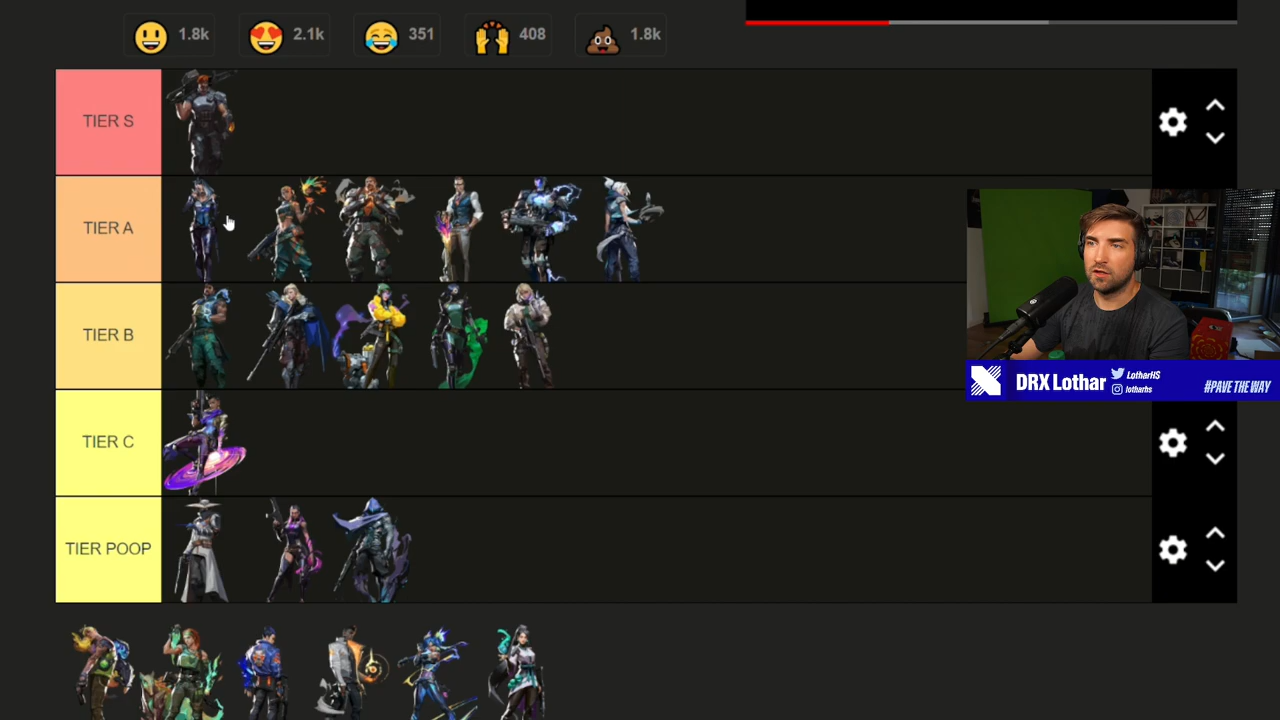 1.8k
2.1k
351
408
1.8k
TIER S
TIER A
TIER B
TIER C
TIER POOP
DRX Lothar
LotharHS
lotharhs
#PAVE THE WAY